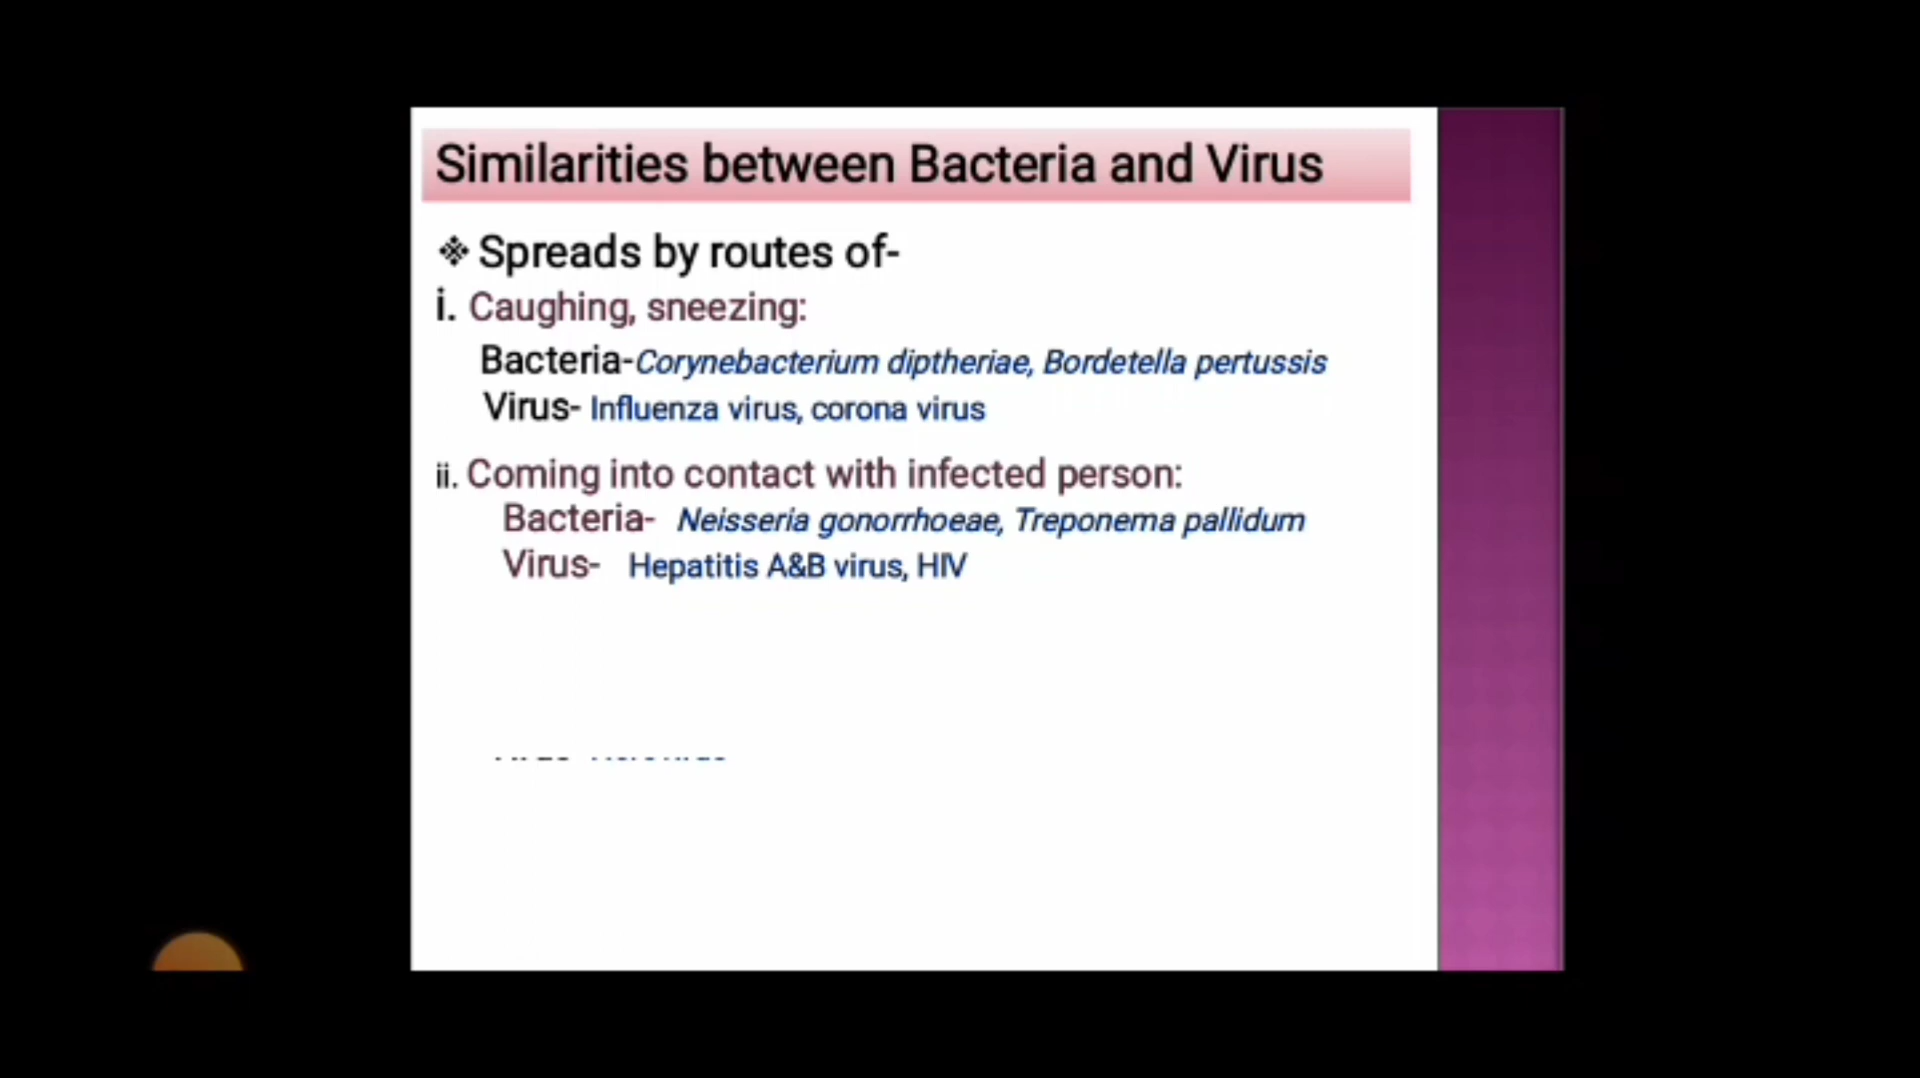 Similarities between Bacteria and Virus
❖ Spreads by routes of-
i. Caughing, sneezing:
Bacteria-Corynebacterium diptheriae, Bordetella pertussis
Virus- Influenza virus, corona virus
ii. Coming into contact with infected person:
Bacteria- Neisseria gonorrhoeae, Treponema pallidum
Virus- Hepatitis A&B virus, HIV